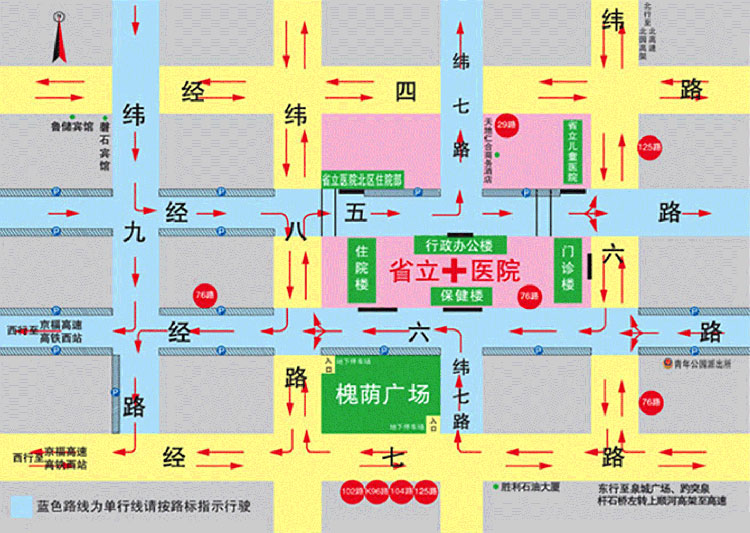 北
北行至北高速
北园高架
纬
经
四
路
纬九路
纬八路
纬七路
纬六
鲁储宾馆
磐石宾馆
29路
天德仁合商务酒店
省立儿童医院
125路
省立医院北区住院部
P
P
P
P
经
五
路
P
P
行政办公楼
住院楼
省立医院
门诊楼
保健楼
76路
76路
P
P
西行至
京福高速
高铁西站
经
六
路
P
P
P
P
P
入口
地下停车场
青年公园派出所
槐荫广场
地下停车场
入口
纬七路
76路
路
西行至
京福高速
高铁西站
经
七
路
102路
K96路
104路
125路
胜利石油大厦
东行至泉城广场、趵突泉
杆石桥左转上顺河高架至高速
蓝色路线为单行线请按路标指示行驶